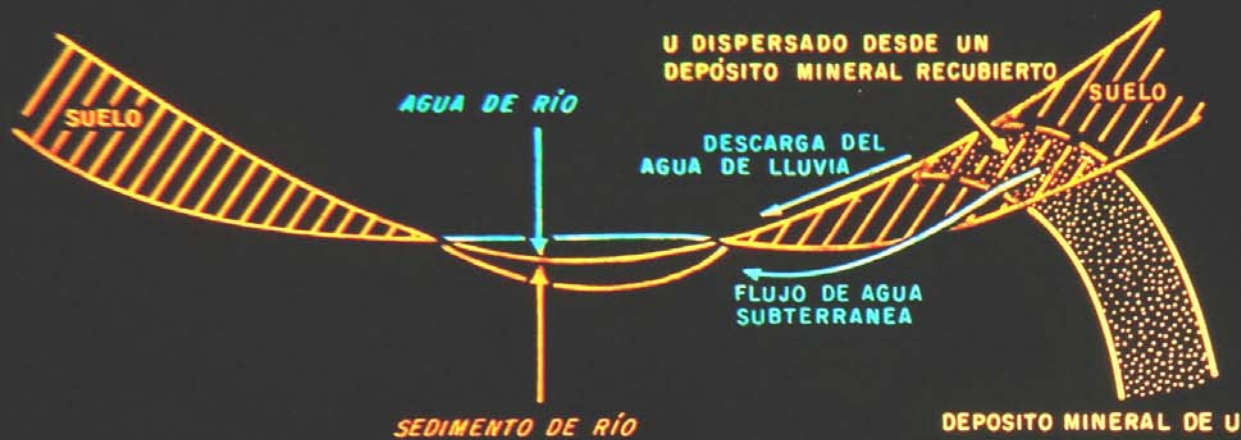 U DISPERSADO DESDE UN
DEPÓSITO MINERAL RECUBIERTO
SUELO
SUELO
AGUA DE RÍO
DESCARGA DEL
AGUA DE LLUVIA
FLUJO DE AGUA
SUBTERRANEA
SEDIMENTO DE RÍO
DEPOSITO MINERAL DE U